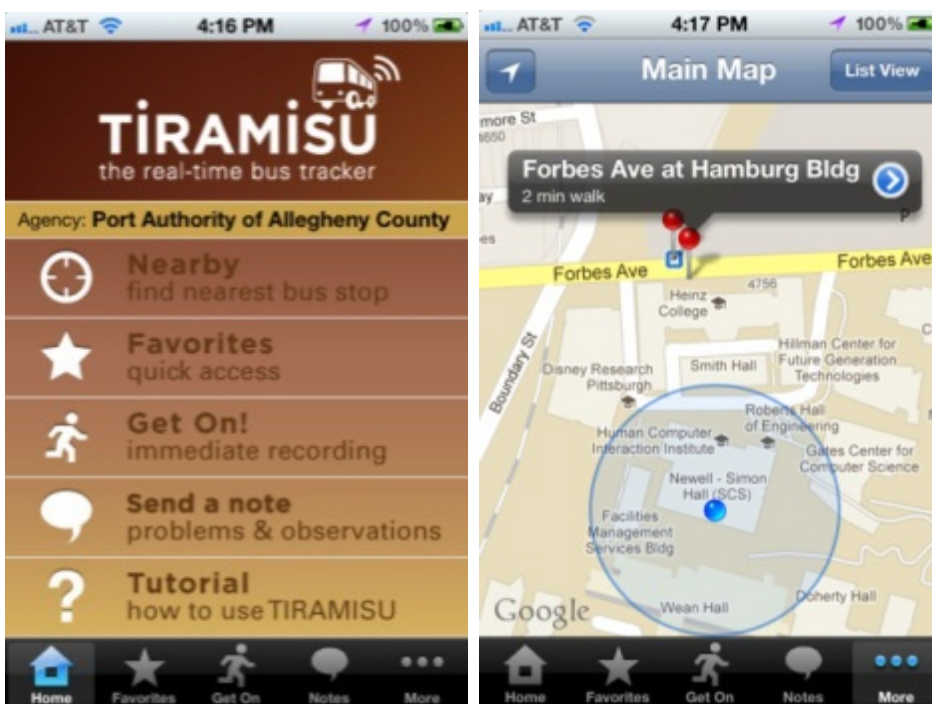 AT&T 4:16 PM 100%
TİRAMİSU
the real-time bus tracker
Agency: Port Authority of Allegheny County
Nearby
find nearest bus stop
Favorites
quick access
Get On!
immediate recording
Send a note
problems & observations
? Tutorial
how to use TIRAMISU
Home Favorites Get On Notes More
AT&T 4:17 PM 100%
Main Map
List View
more St
Forbes Ave at Hamburg Bldg
2 min walk
P
Forbes Ave
Forbes Ave
4756
Heinz
College
Boundary St
Smith Hall
Hillman Center for
Future Generation
Technologies
Disney Research
Pittsburgh
Roberts Hall
of Engineering
Human Computer
Interaction Institute
Gates Center for
Computer Science
Newell - Simon
Hall (SCS)
Facilities
Management
Services Bldg
Doherty Hall
Google
Wean Hall
Home Favorites Get On Notes More